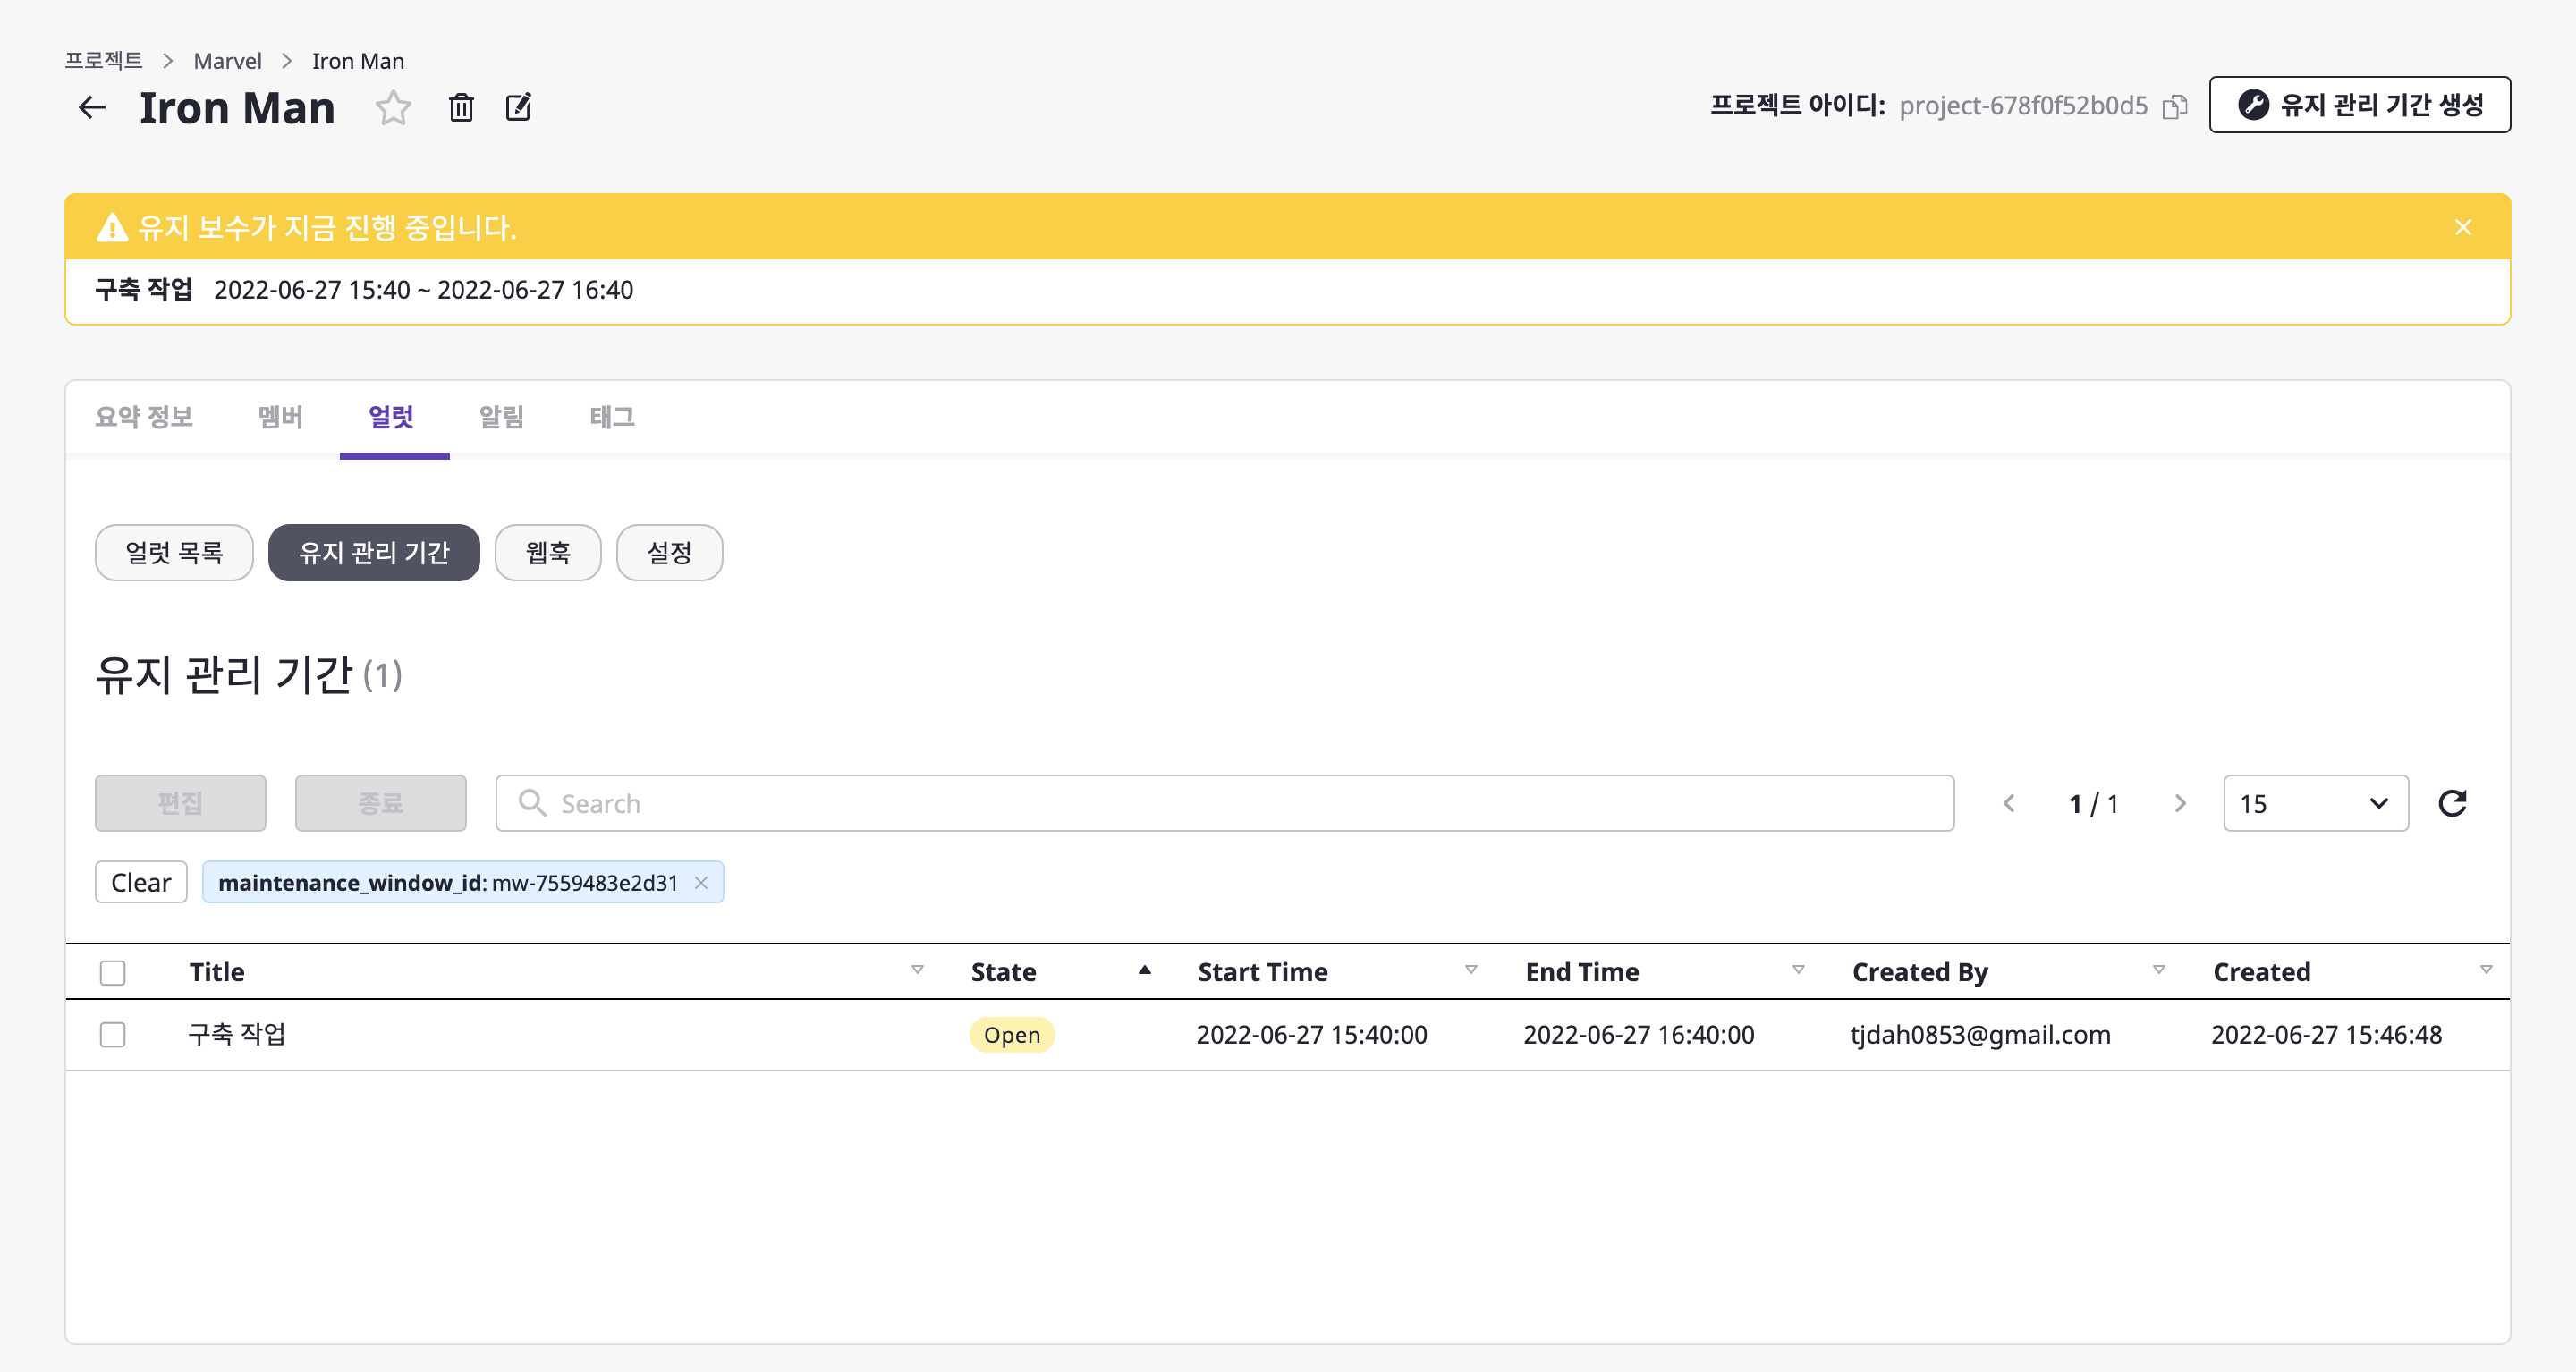 프로젝트 > Marvel > Iron Man
Iron Man
프로젝트 아이디: project-678f0f52b0d5
유지 관리 기간 생성
유지 보수가 지금 진행 중입니다.
구축 작업 2022-06-27 15:40 ~ 2022-06-27 16:40
요약 정보 멤버 얼럿 알림 태그
얼럿 목록 유지 관리 기간 웹훅 설정
유지 관리 기간 (1)
편집 종료 Search 1 / 1 15
Clear maintenance_window_id: mw-7559483e2d31
Title State Start Time End Time Created By Created
구축 작업 Open 2022-06-27 15:40:00 2022-06-27 16:40:00 tjdah0853@gmail.com 2022-06-27 15:46:48